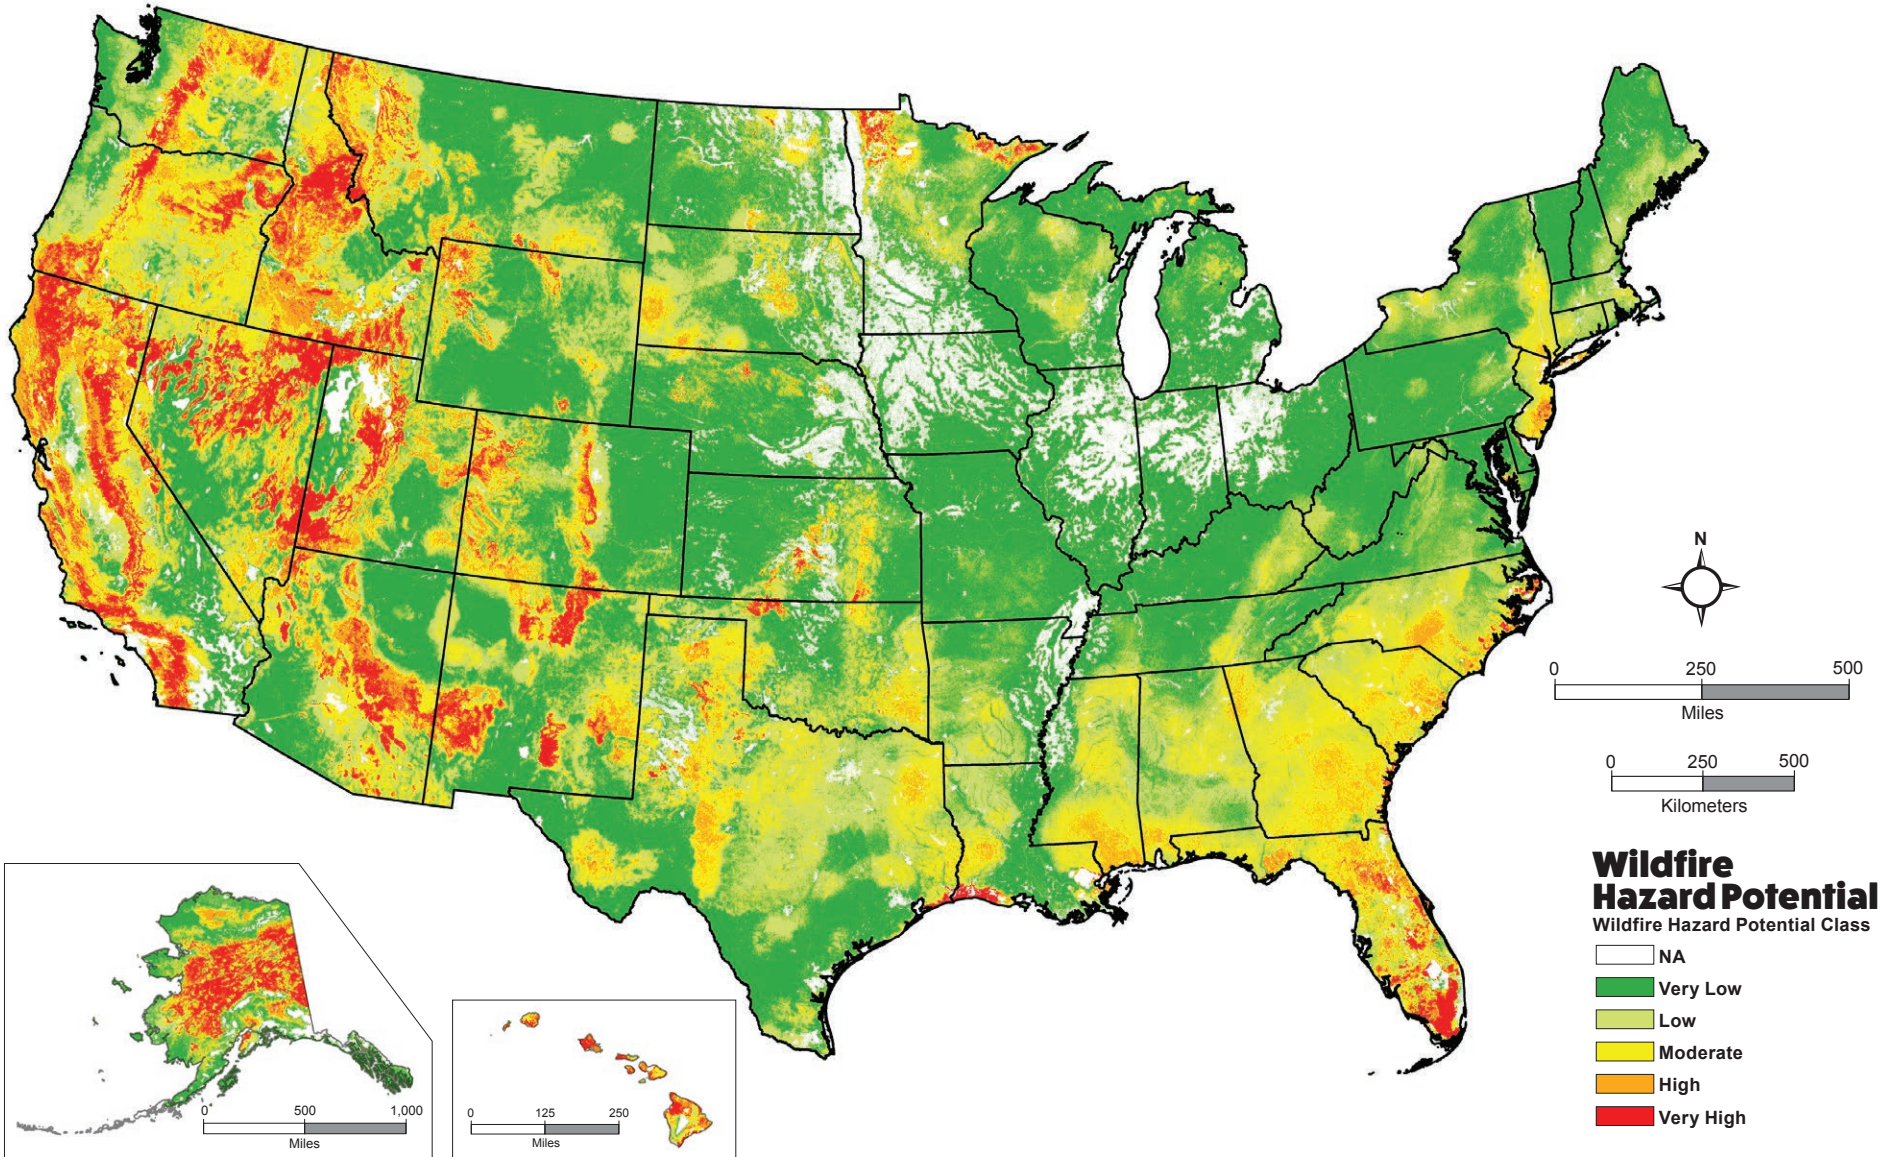 N
0 250 500
Miles
0 250 500
Kilometers
Wildfire
Hazard Potential
Wildfire Hazard Potential Class
NA
Very Low
Low
Moderate
High
Very High
0 500 1,000
Miles
0 125 250
Miles